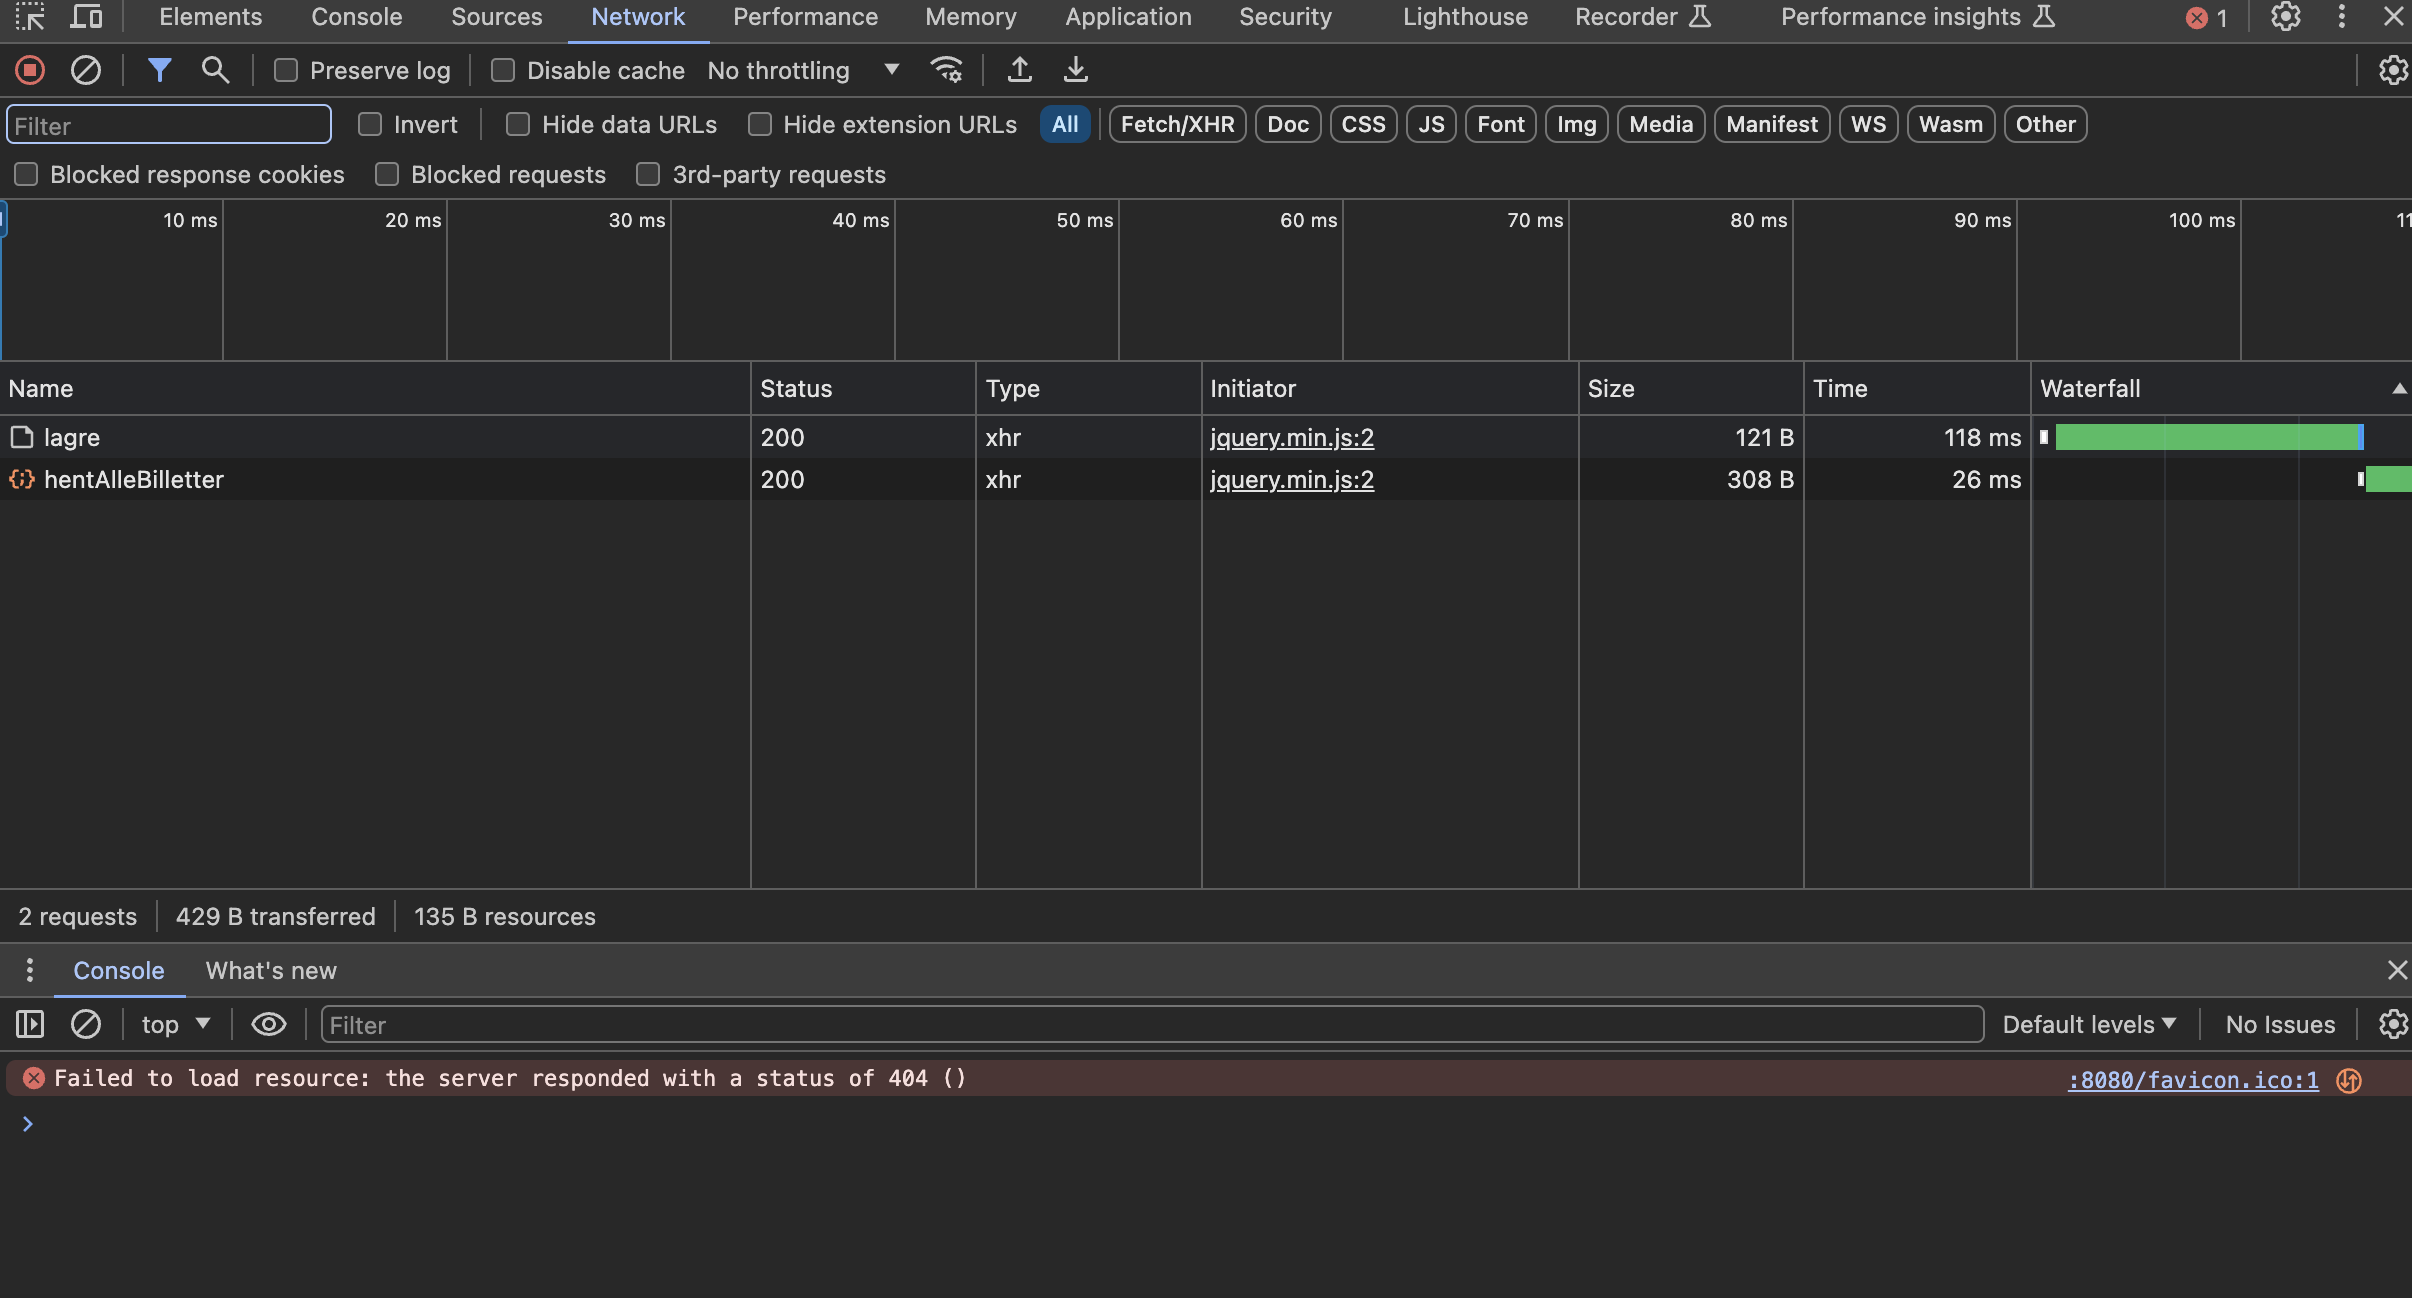 Elements Console Sources Network Performance Memory Application Security Lighthouse Recorder Performance insights 1
Preserve log Disable cache No throttling
Filter Invert Hide data URLs Hide extension URLs All Fetch/XHR Doc CSS JS Font Img Media Manifest WS Wasm Other
Blocked response cookies Blocked requests 3rd-party requests
10 ms 20 ms 30 ms 40 ms 50 ms 60 ms 70 ms 80 ms 90 ms 100 ms
Name Status Type Initiator Size Time Waterfall
lagre 200 xhr jquery.min.js:2 121 B 118 ms
hentAlleBilletter 200 xhr jquery.min.js:2 308 B 26 ms
2 requests 429 B transferred 135 B resources
Console What's new
top Filter Default levels No Issues
Failed to load resource: the server responded with a status of 404 () :8080/favicon.ico:1